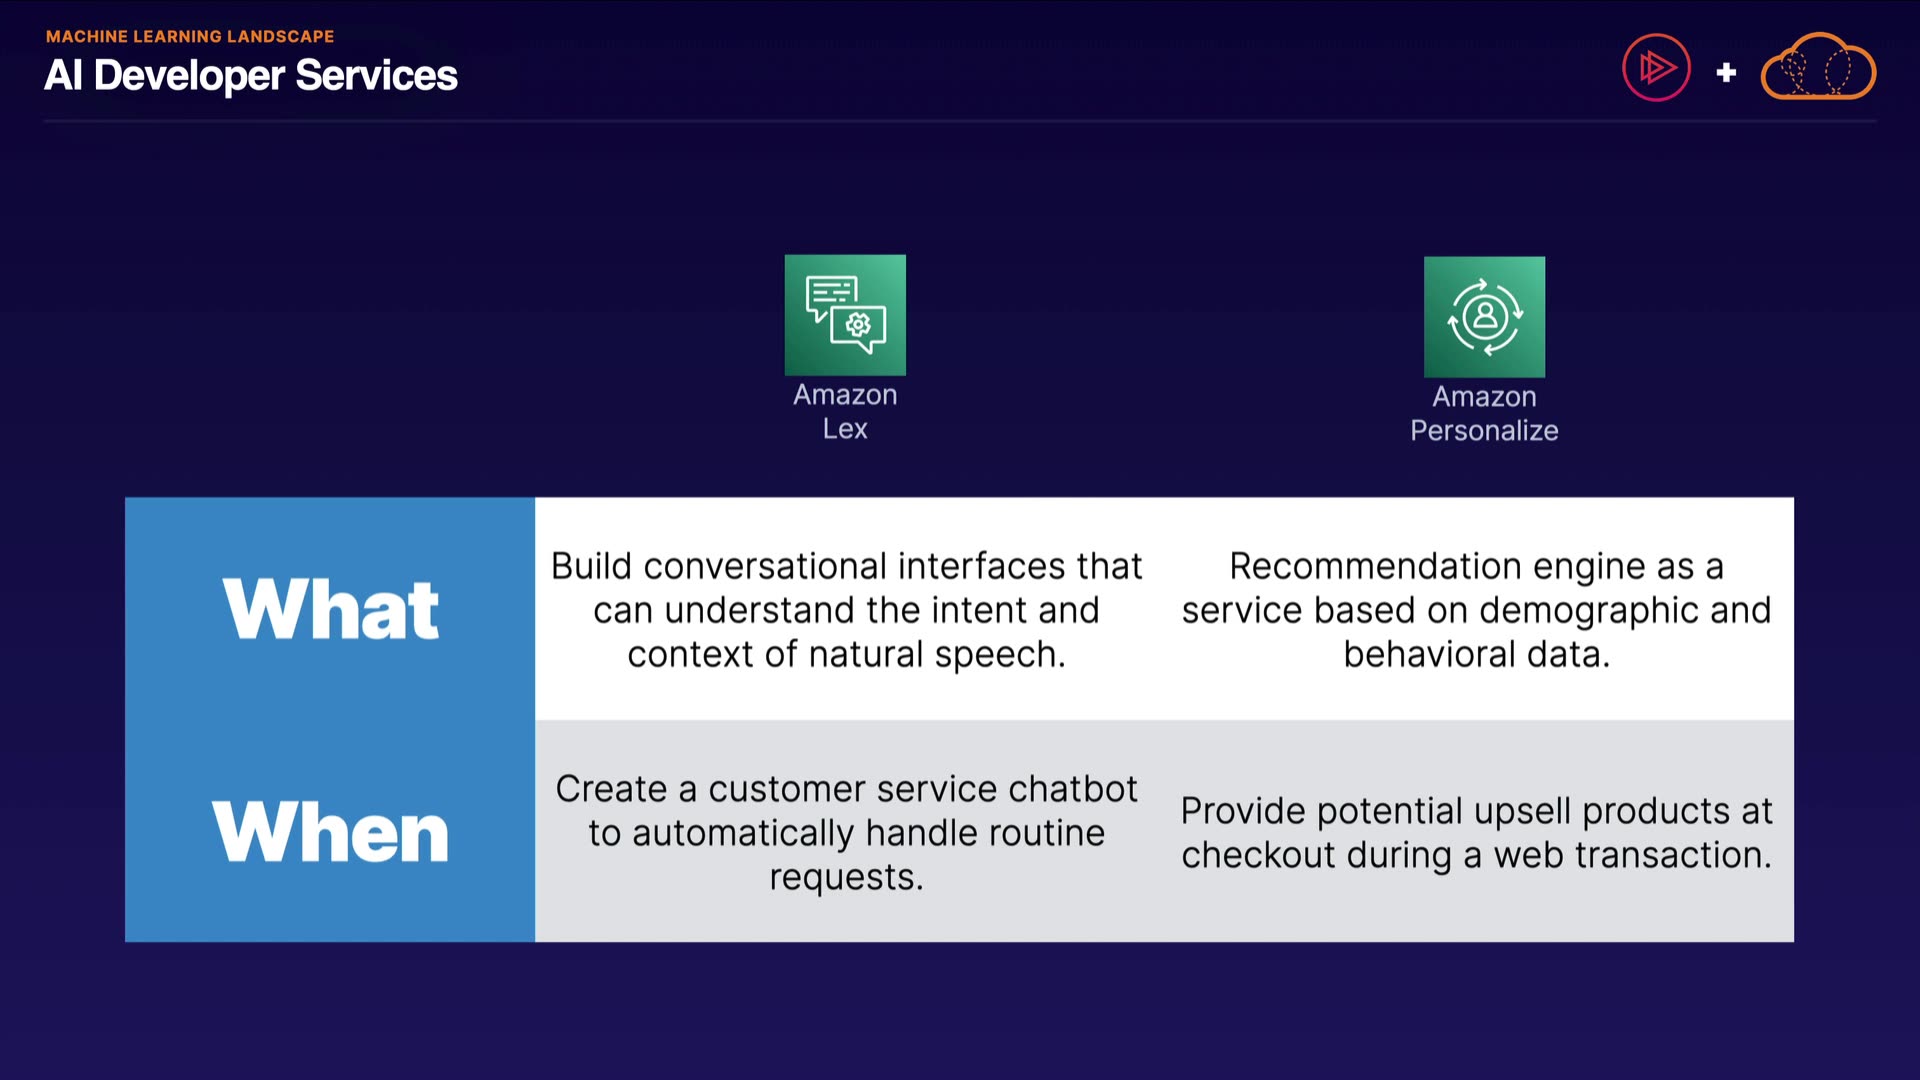 MACHINE LEARNING LANDSCAPE
AI Developer Services
Amazon
Lex
Amazon
Personalize
What
Build conversational interfaces that
can understand the intent and
context of natural speech.
Recommendation engine as a
service based on demographic and
behavioral data.
When
Create a customer service chatbot
to automatically handle routine
requests.
Provide potential upsell products at
checkout during a web transaction.